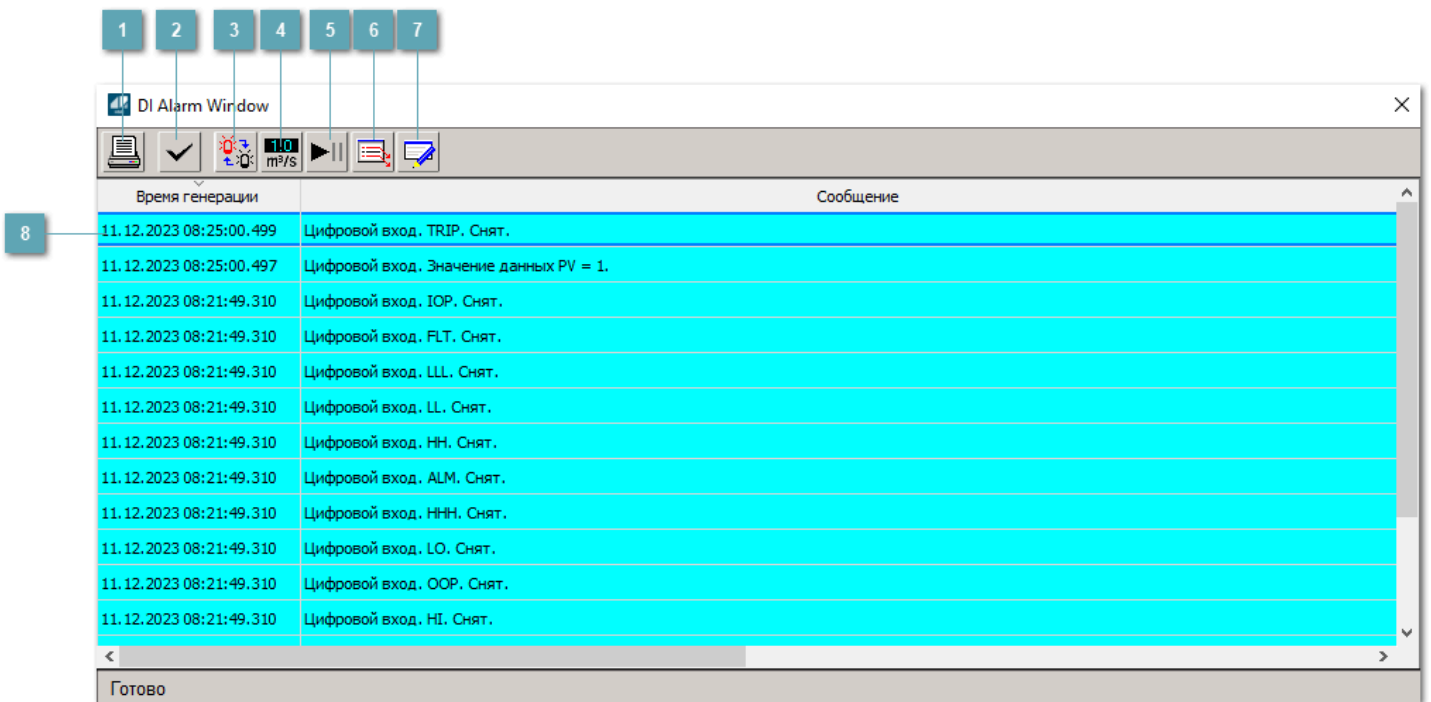 1 2 3 4 5 6 7
DI Alarm Window
1.0
m³/s
Время генерации Сообщение
8
11.12.2023 08:25:00.499 Цифровой вход. TRIP. Снят.
11.12.2023 08:25:00.497 Цифровой вход. Значение данных PV = 1.
11.12.2023 08:21:49.310 Цифровой вход. IOP. Снят.
11.12.2023 08:21:49.310 Цифровой вход. FLT. Снят.
11.12.2023 08:21:49.310 Цифровой вход. LLL. Снят.
11.12.2023 08:21:49.310 Цифровой вход. LL. Снят.
11.12.2023 08:21:49.310 Цифровой вход. HH. Снят.
11.12.2023 08:21:49.310 Цифровой вход. ALM. Снят.
11.12.2023 08:21:49.310 Цифровой вход. HHH. Снят.
11.12.2023 08:21:49.310 Цифровой вход. LO. Снят.
11.12.2023 08:21:49.310 Цифровой вход. OOP. Снят.
11.12.2023 08:21:49.310 Цифровой вход. HI. Снят.
Готово